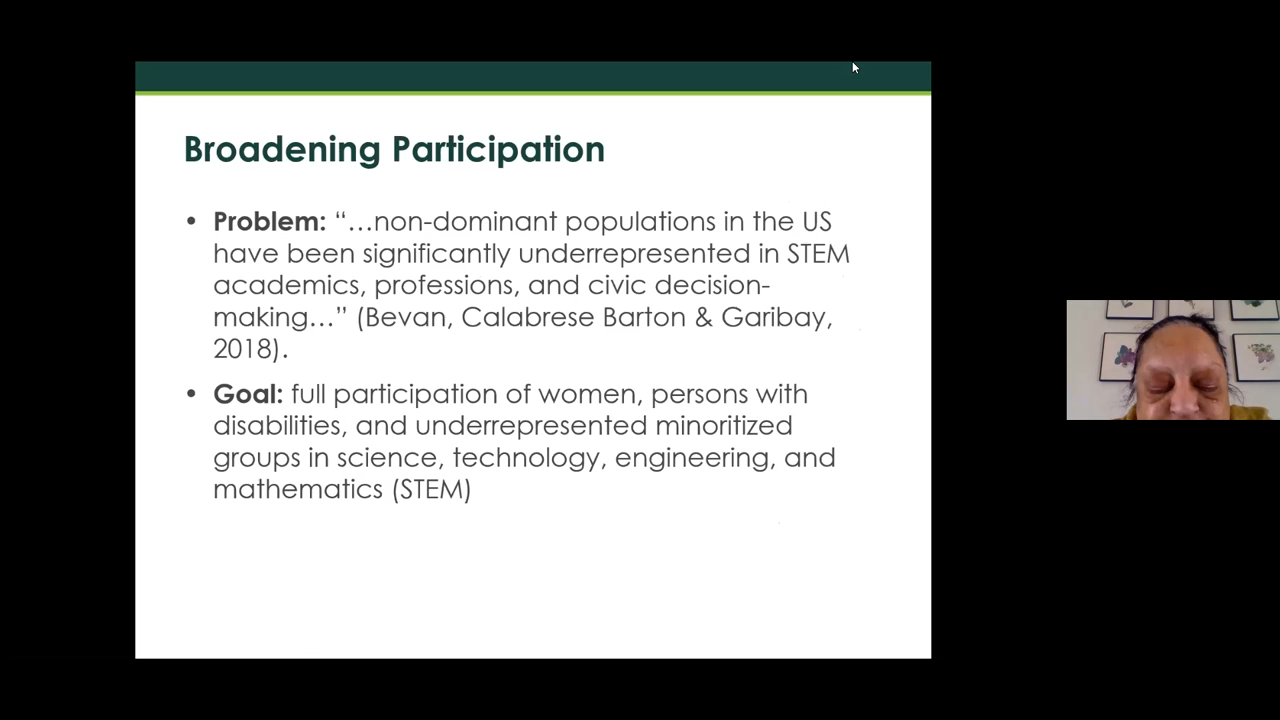 Broadening Participation
• Problem: “…non-dominant populations in the US
have been significantly underrepresented in STEM
academics, professions, and civic decision-
making…” (Bevan, Calabrese Barton & Garibay,
2018).
• Goal: full participation of women, persons with
disabilities, and underrepresented minoritized
groups in science, technology, engineering, and
mathematics (STEM)